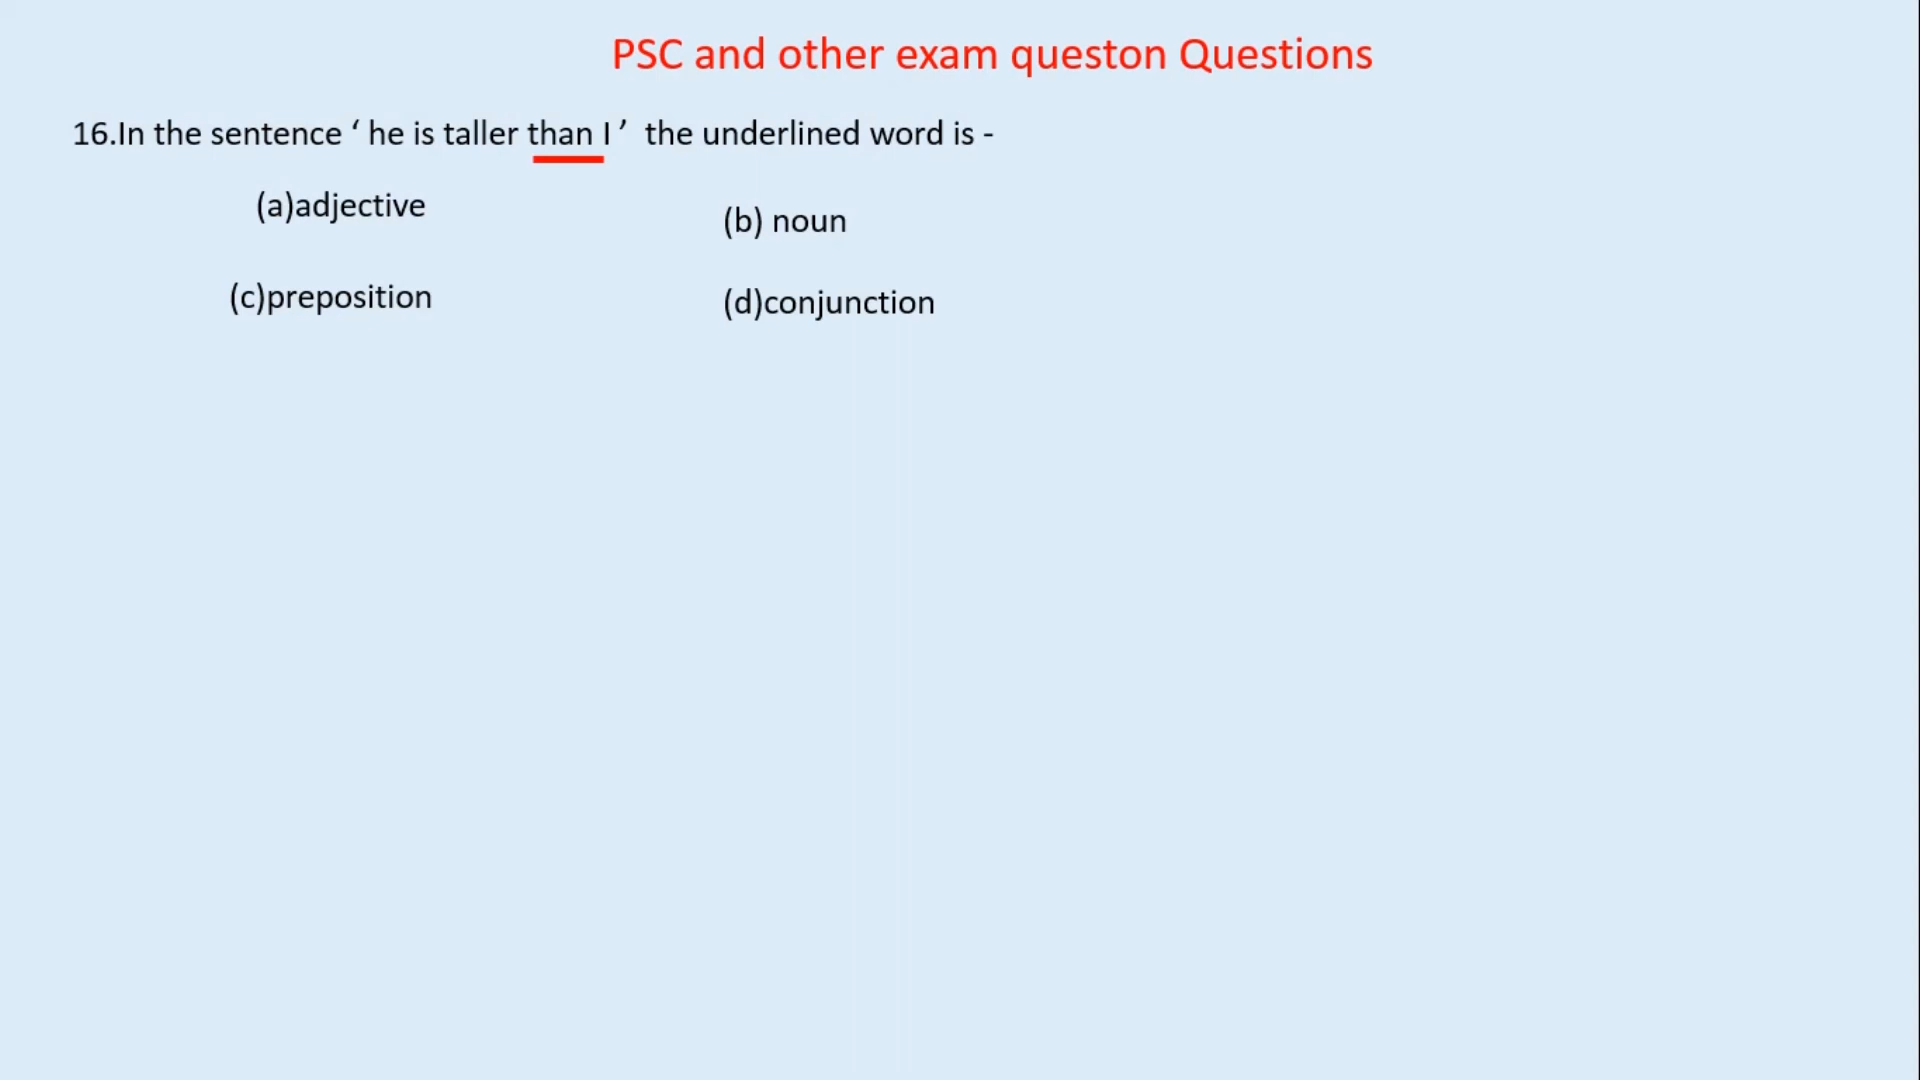 PSC and other exam queston Questions
16.In the sentence ‘ he is taller than I ’ the underlined word is -
(a)adjective
(b) noun
(c)preposition
(d)conjunction